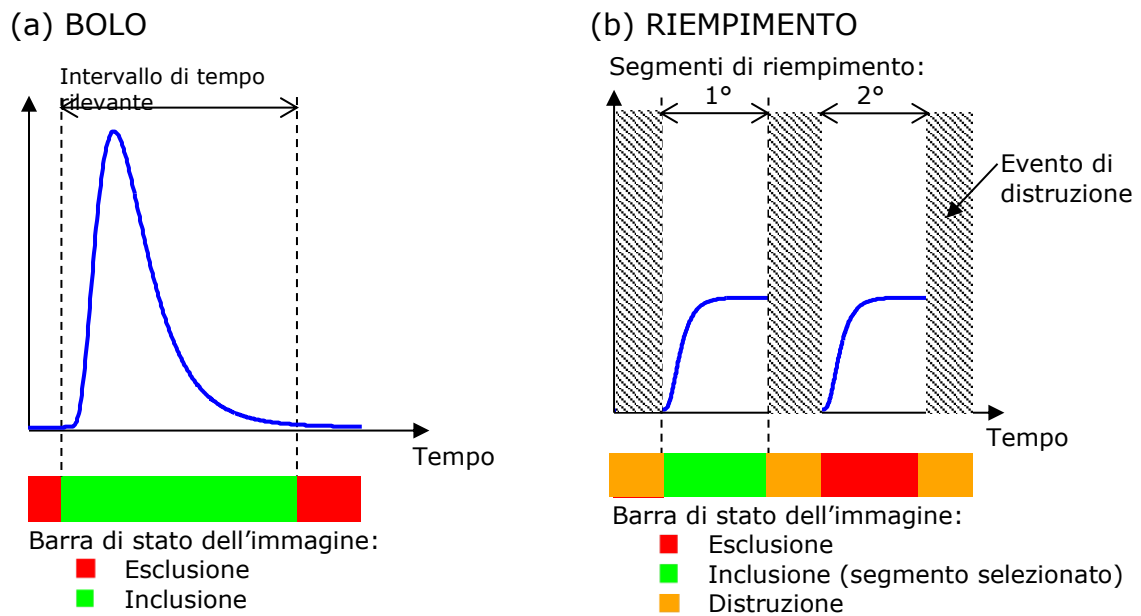 (a) BOLO
Intervallo di tempo
rilevante
Tempo
Barra di stato dell'immagine:
Esclusione
Inclusione
(b) RIEMPIMENTO
Segmenti di riempimento:
1° 2°
Evento di
distruzione
Tempo
Barra di stato dell'immagine:
Esclusione
Inclusione (segmento selezionato)
Distruzione